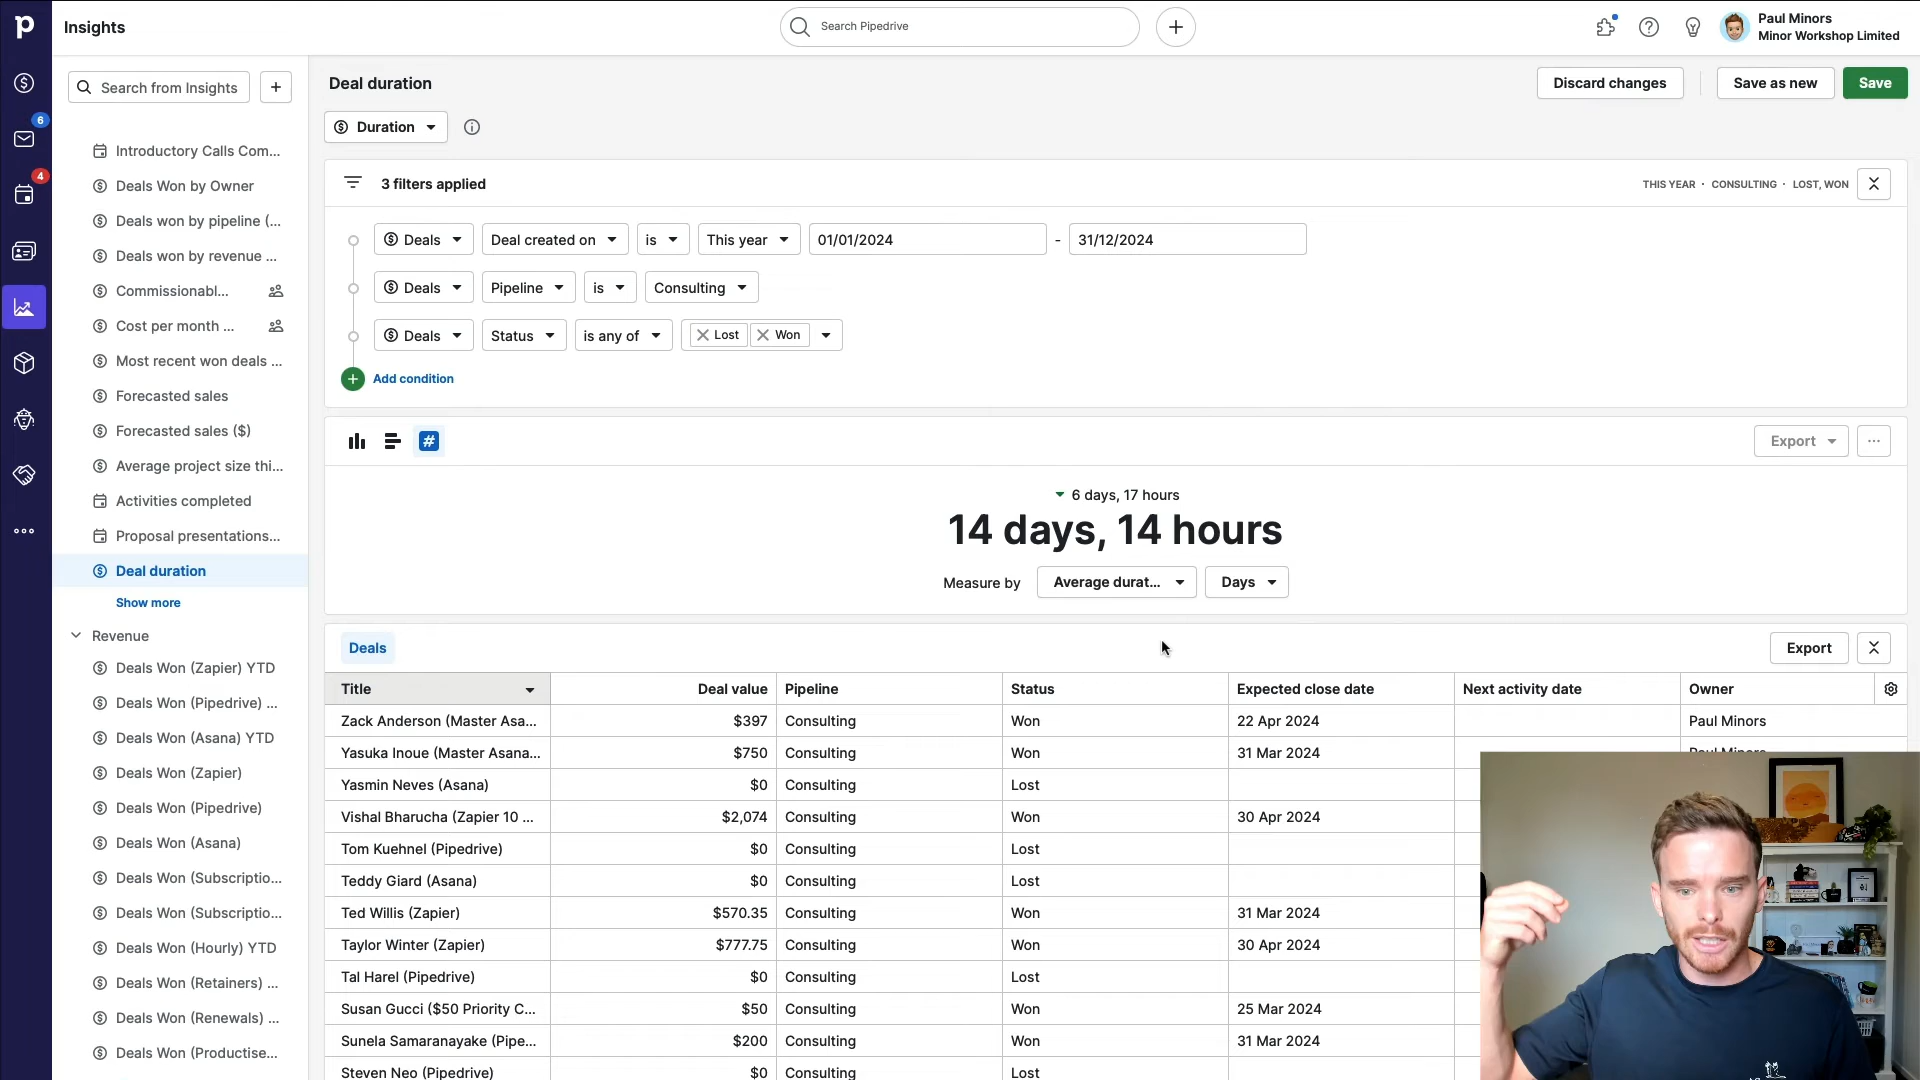 Insights
Search Pipedrive
Paul Minors
Minor Workshop Limited
6
4
Search from Insights
Introductory Calls Com...
Deals Won by Owner
Deals won by pipeline (...
Deals won by revenue ...
Commissionabl...
Cost per month ...
Most recent won deals ...
Forecasted sales
Forecasted sales ($)
Average project size thi...
Activities completed
Proposal presentations...
Deal duration
Show more
Revenue
Deals Won (Zapier) YTD
Deals Won (Pipedrive) ...
Deals Won (Asana) YTD
Deals Won (Zapier)
Deals Won (Pipedrive)
Deals Won (Asana)
Deals Won (Subscriptio...
Deals Won (Subscriptio...
Deals Won (Hourly) YTD
Deals Won (Retainers) ...
Deals Won (Renewals) ...
Deals Won (Productise...
Deal duration
Discard changes
Save as new
Save
Duration
3 filters applied
THIS YEAR · CONSULTING · LOST, WON
Deals Deal created on is This year 01/01/2024 - 31/12/2024
Deals Pipeline is Consulting
Deals Status is any of Lost Won
Add condition
Export
6 days, 17 hours
14 days, 14 hours
Measure by Average durat... Days
Deals
Export
Title Deal value Pipeline Status Expected close date Next activity date Owner
Zack Anderson (Master Asa... $397 Consulting Won 22 Apr 2024 Paul Minors
Yasuka Inoue (Master Asana... $750 Consulting Won 31 Mar 2024 Paul Minors
Yasmin Neves (Asana) $0 Consulting Lost
Vishal Bharucha (Zapier 10 ... $2,074 Consulting Won 30 Apr 2024
Tom Kuehnel (Pipedrive) $0 Consulting Lost
Teddy Giard (Asana) $0 Consulting Lost
Ted Willis (Zapier) $570.35 Consulting Won 31 Mar 2024
Taylor Winter (Zapier) $777.75 Consulting Won 30 Apr 2024
Tal Harel (Pipedrive) $0 Consulting Lost
Susan Gucci ($50 Priority C... $50 Consulting Won 25 Mar 2024
Sunela Samaranayake (Pipe... $200 Consulting Won 31 Mar 2024
Steven Neo (Pipedrive) $0 Consulting Lost